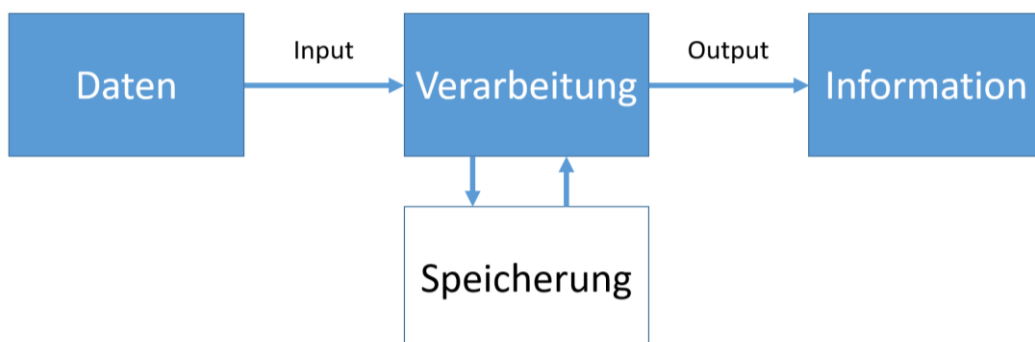 Input
Output
Daten
Verarbeitung
Information
Speicherung